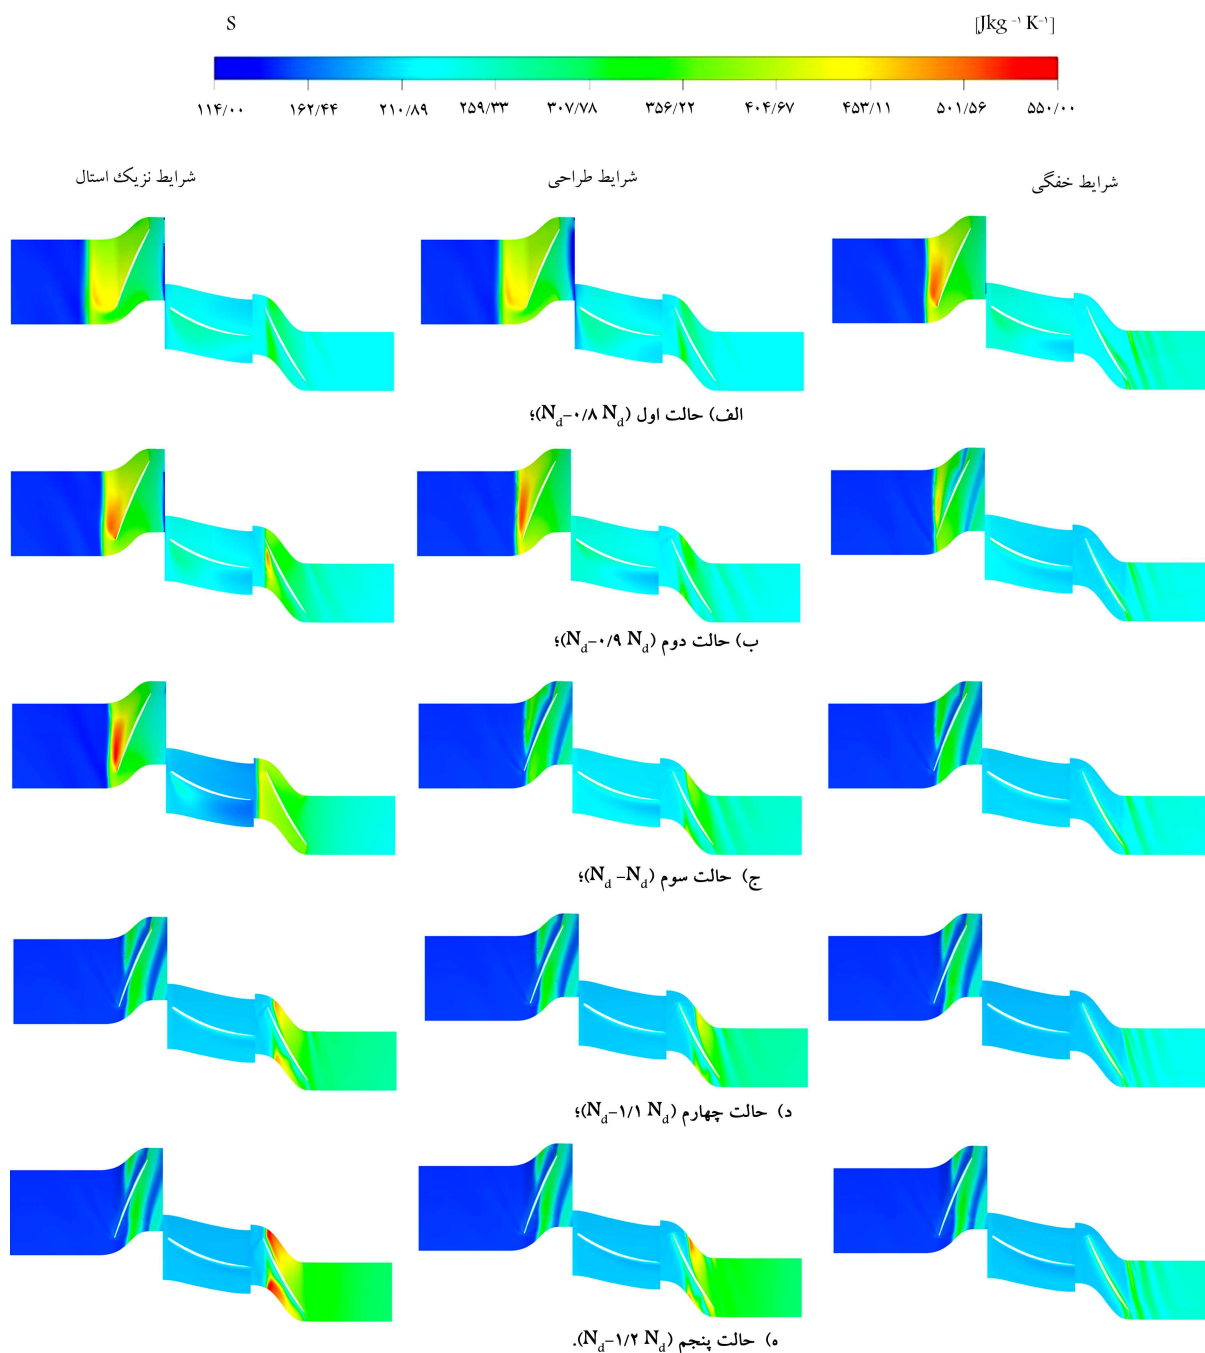 S [Jkg⁻¹ K⁻¹]
۱۱۴/۰۰ ۱۶۲/۴۴ ۲۱۰/۸۹ ۲۵۹/۳۳ ۳۰۷/۷۸ ۳۵۶/۲۲ ۴۰۴/۶۷ ۴۵۳/۱۱ ۵۰۱/۵۶ ۵۵۰/۰۰
شرایط خفگی شرایط طراحی شرایط نزیک استال
الف) حالت اول (N_d-۰/۸ N_d)؛
ب) حالت دوم (N_d-۰/۹ N_d)؛
ج) حالت سوم (N_d -N_d)؛
د) حالت چهارم (N_d-۱/۱ N_d)؛
ه) حالت پنجم (N_d-۱/۲ N_d).